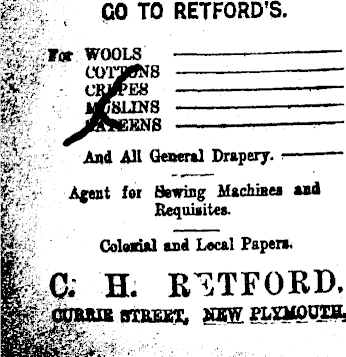 GO TO RETFORD'S.
For WOOLS
COTTONS
CREPES
MUSLINS
SATEENS
And All General Drapery.
Agent for Sewing Machines and
Requisites.
Colonial and Local Papers.
C. H. RETFORD,
CURRIE STREET, NEW PLYMOUTH,